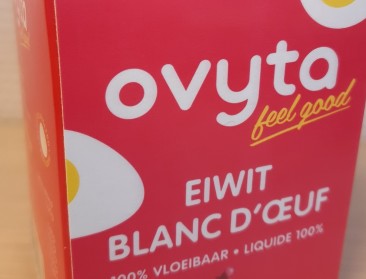 ovyta
feel good
EIWIT
BLANC D'ŒUF
100% VLOEIBAAR • LIQUIDE 100%